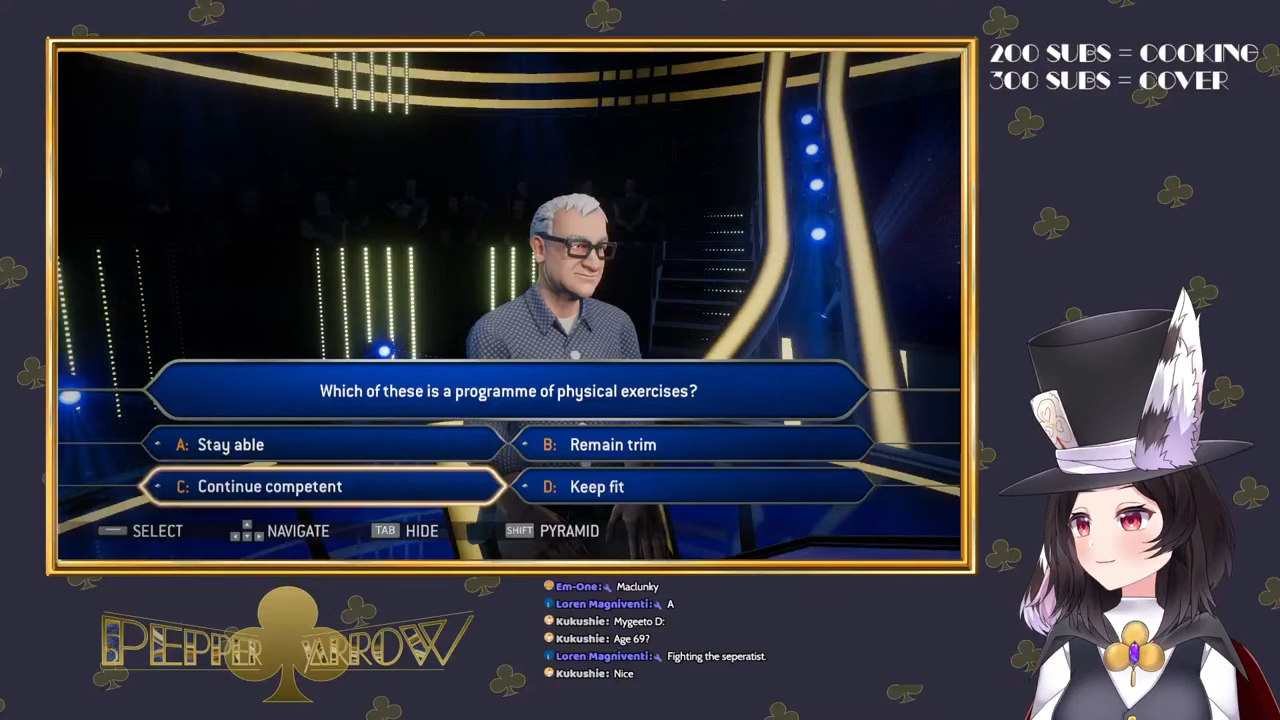 200 SUBS = COOKING
300 SUBS = COVER
Which of these is a programme of physical exercises?
A: Stay able
B: Remain trim
C: Continue competent
D: Keep fit
SELECT
NAVIGATE
TAB HIDE
SHIFT PYRAMID
PEPPER YARROW
Em-One: Maclunky
Loren Magniventi: A
Kukushie: Mygeeto D:
Kukushie: Age 69?
Loren Magniventi: Fighting the seperatist.
Kukushie: Nice